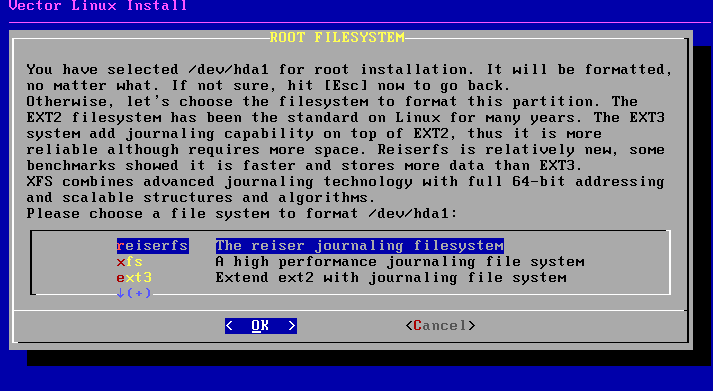 Vector Linux Install
ROOT FILESYSTEM
You have selected /dev/hda1 for root installation. It will be formatted,
no matter what. If not sure, hit [Esc] now to go back.
Otherwise, let's choose the filesystem to format this partition. The
EXT2 filesystem has been the standard on Linux for many years. The EXT3
system add journaling capability on top of EXT2, thus it is more
reliable although requires more space. Reiserfs is relatively new, some
benchmarks showed it is faster and stores more data than EXT3.
XFS combines advanced journaling technology with full 64-bit addressing
and scalable structures and algorithms.
Please choose a file system to format /dev/hda1:
reiserfs The reiser journaling filesystem
xfs A high performance journaling file system
ext3 Extend ext2 with journaling file system
↓(+)
< OK > <Cancel>